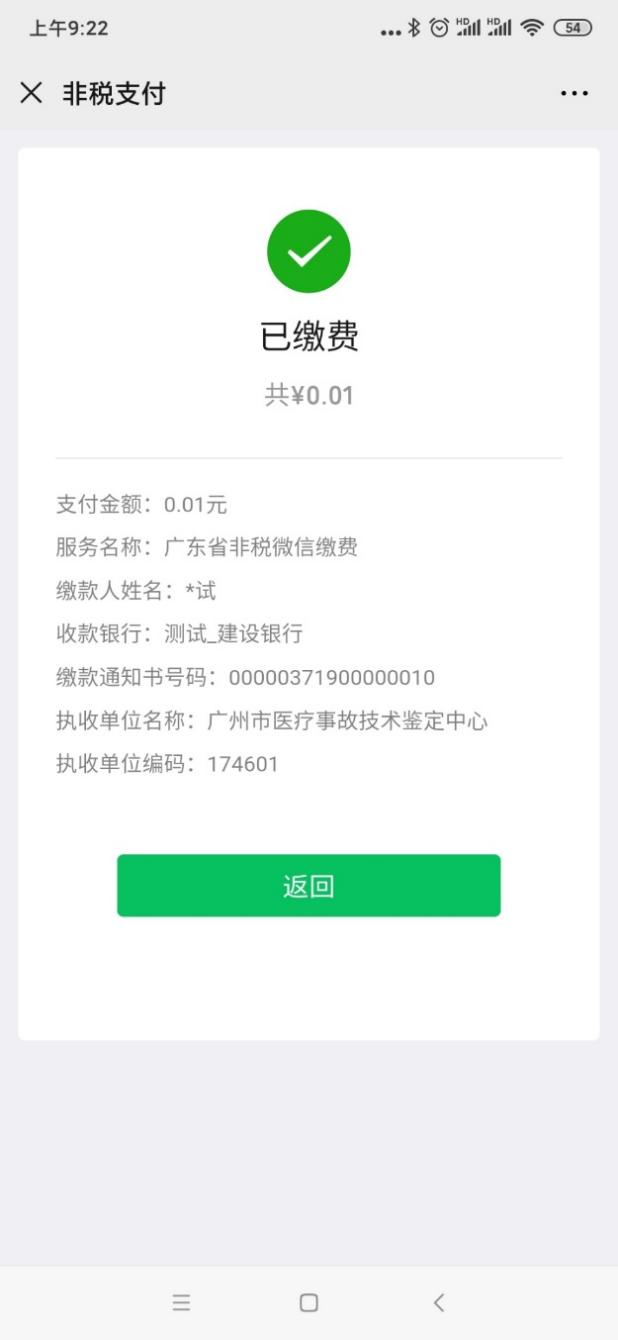 上午9:22
HD HD 54
非税支付
已缴费
共¥0.01
支付金额：0.01元
服务名称：广东省非税微信缴费
缴款人姓名：*试
收款银行：测试_建设银行
缴款通知书号码：00000371900000010
执收单位名称：广州市医疗事故技术鉴定中心
执收单位编码：174601
返回